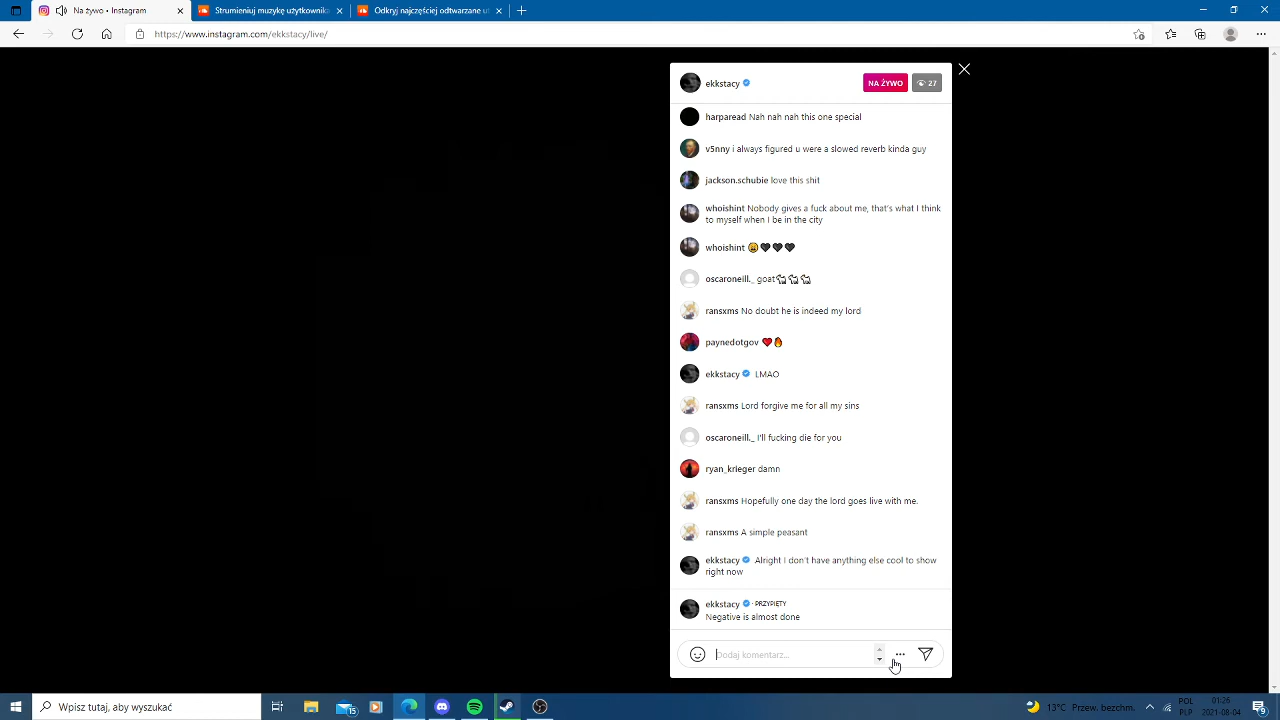 Na żywo • Instagram
Strumieniuj muzykę użytkownika
Odkryj najczęściej odtwarzane ut
https://www.instagram.com/ekkstacy/live/
ekkstacy
NA ŻYWO
27
harparead Nah nah nah this one special
v5nny i always figured u were a slowed reverb kinda guy
jackson.schubie love this shit
whoishint Nobody gives a fuck about me, that's what I think
to myself when I be in the city
whoishint 😩🖤🖤🖤
oscaroneill._ goat🐐🐐🐐
ransxms No doubt he is indeed my lord
paynedotgov ❤️🔥
ekkstacy LMAO
ransxms Lord forgive me for all my sins
oscaroneill._ I'll fucking die for you
ryan_krieger damn
ransxms Hopefully one day the lord goes live with me.
ransxms A simple peasant
ekkstacy Alright I don't have anything else cool to show
right now
ekkstacy • PRZYPIĘTY
Negative is almost done
Dodaj komentarz...
Wpisz tutaj, aby wyszukać
13°C Przew. bezchm.
POL
PLP
01:26
2021-08-04